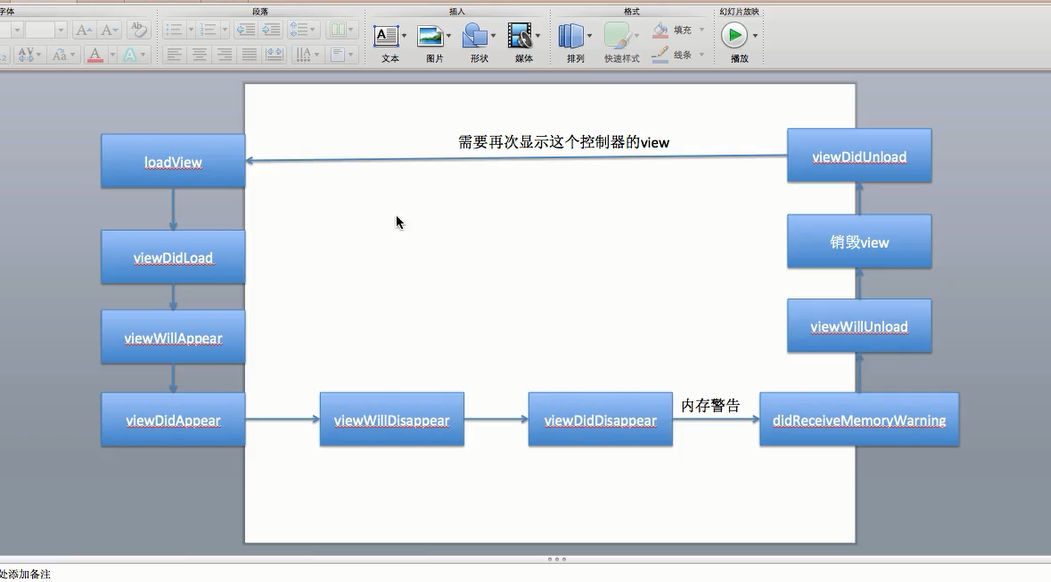 字体
段落
插入
格式
幻灯片放映
文本
图片
形状
媒体
排列
快速样式
填充
线条
播放
需要再次显示这个控制器的view
loadView
viewDidUnload
viewDidLoad
销毁view
viewWillAppear
viewWillUnload
内存警告
viewDidAppear
viewWillDisappear
viewDidDisappear
didReceiveMemoryWarning
处添加备注